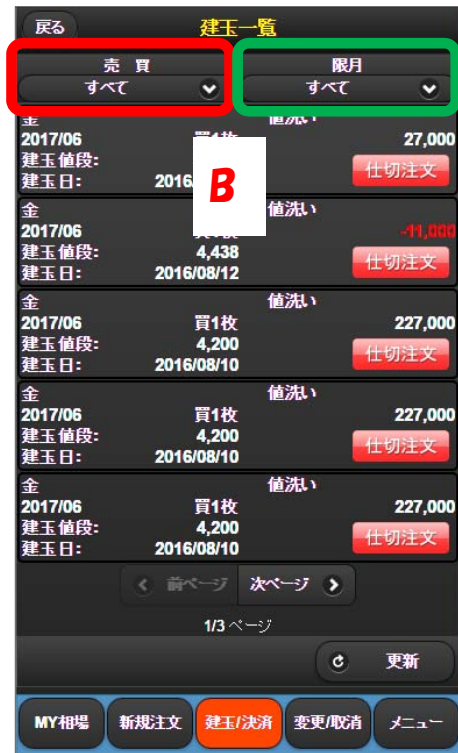 戻る 建玉一覧
売 買 限月
すべて すべて
金 値洗い
2017/06 27,000
建玉値段: 仕切注文
建玉日: 2016
B
金 値洗い
2017/06 -11,000
建玉値段: 4,438 仕切注文
建玉日: 2016/08/12
金 値洗い
2017/06 買1枚 227,000
建玉値段: 4,200 仕切注文
建玉日: 2016/08/10
金 値洗い
2017/06 買1枚 227,000
建玉値段: 4,200 仕切注文
建玉日: 2016/08/10
金 値洗い
2017/06 買1枚 227,000
建玉値段: 4,200 仕切注文
建玉日: 2016/08/10
前ページ 次ページ
1/3 ページ
更新
MY相場 新規注文 建玉/決済 変更/取消 メニュー